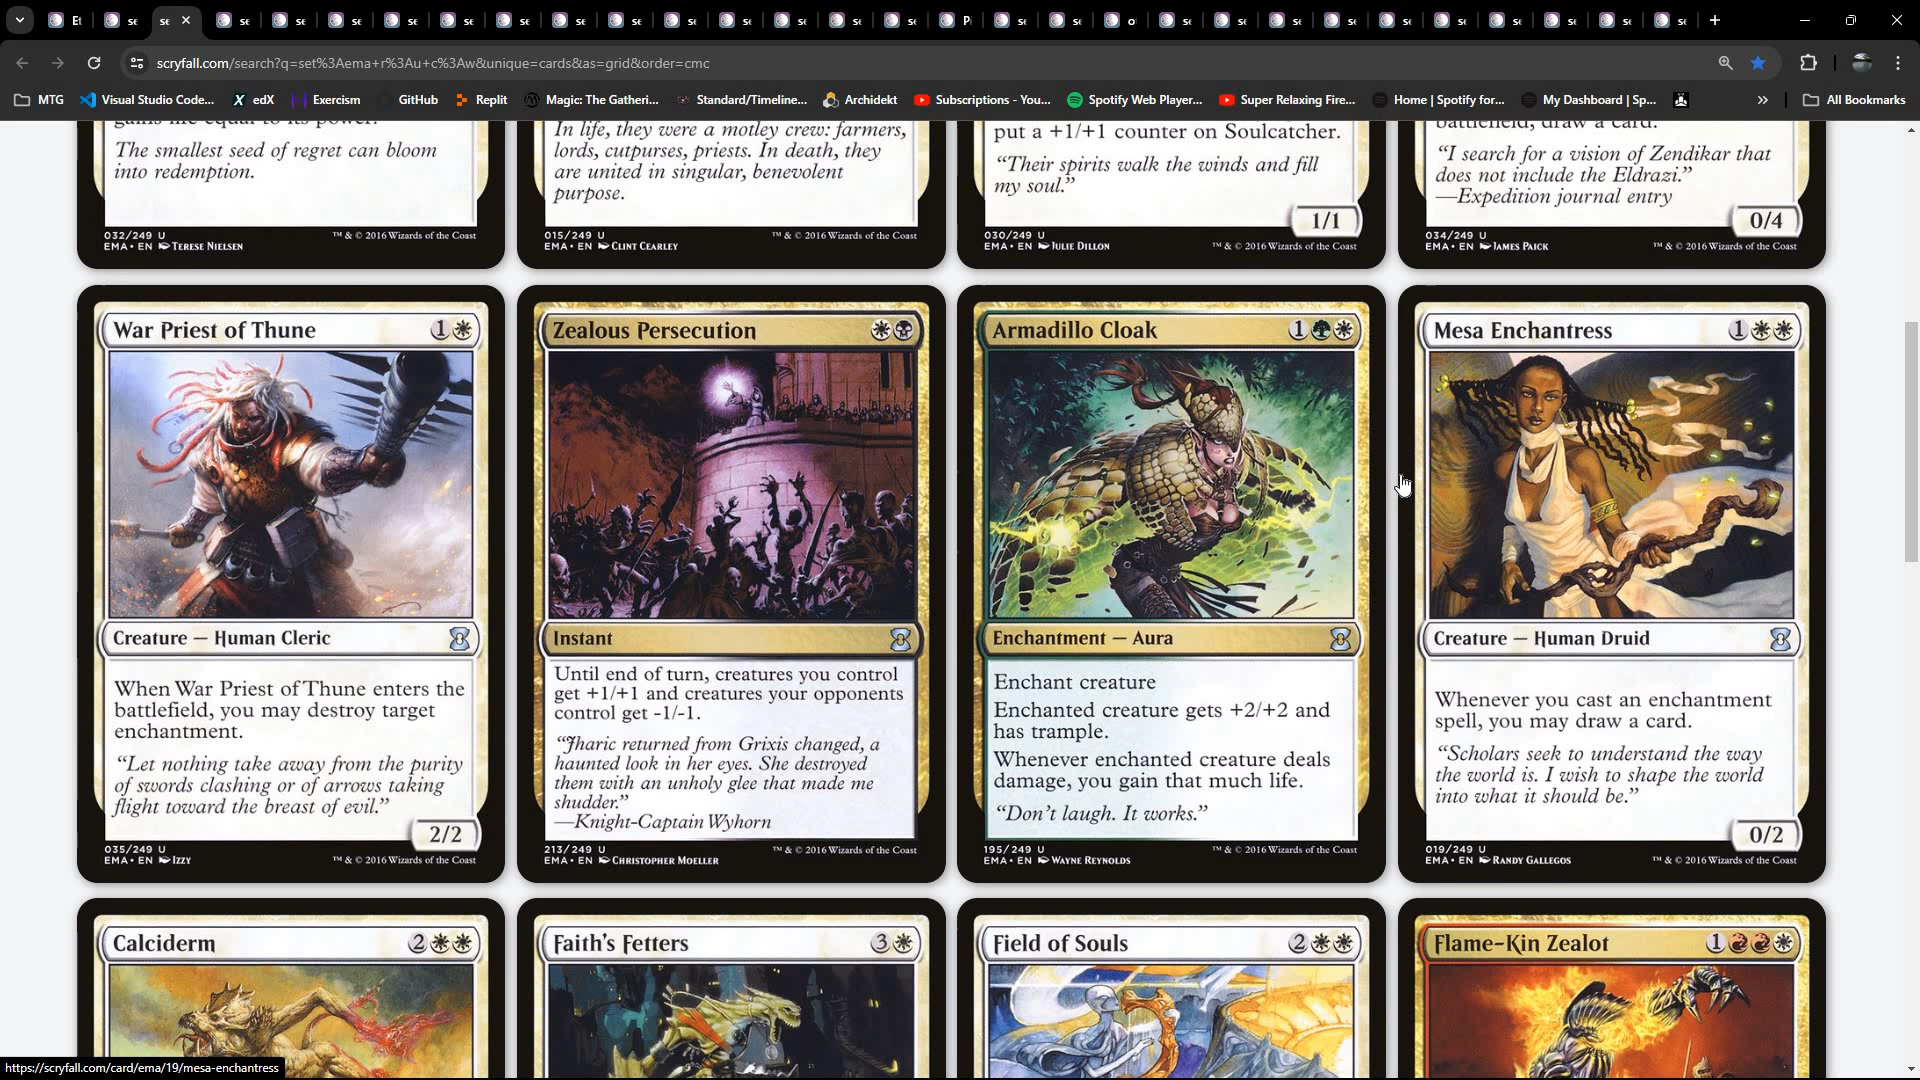 scryfall.com/search?q=set%3Aema+r%3Au+c%3Aw&unique=cards&as=grid&order=cmc
MTG
Visual Studio Code...
edX
Exercism
GitHub
Replit
Magic: The Gatheri...
Standard/Timeline...
Archidekt
Subscriptions - You...
Spotify Web Player...
Super Relaxing Fire...
Home | Spotify for...
My Dashboard | Sp...
»
All Bookmarks
The smallest seed of regret can bloom
into redemption.
032/249 U
EMA • EN Terese Nielsen
™ & © 2016 Wizards of the Coast
In life, they were a motley crew: farmers,
lords, cutpurses, priests. In death, they
are united in singular, benevolent
purpose.
015/249 U
EMA • EN Clint Cearley
™ & © 2016 Wizards of the Coast
put a +1/+1 counter on Soulcatcher.
“Their spirits walk the winds and fill
my soul.”
1/1
030/249 U
EMA • EN Julie Dillon
™ & © 2016 Wizards of the Coast
battlefield, draw a card.
“I search for a vision of Zendikar that
does not include the Eldrazi.”
—Expedition journal entry
0/4
034/249 U
EMA • EN James Paick
™ & © 2016 Wizards of the Coast
War Priest of Thune 1
Creature — Human Cleric
When War Priest of Thune enters the
battlefield, you may destroy target
enchantment.
“Let nothing take away from the purity
of swords clashing or of arrows taking
flight toward the breast of evil.”
2/2
035/249 U
EMA • EN Izzy
™ & © 2016 Wizards of the Coast
Zealous Persecution
Instant
Until end of turn, creatures you control
get +1/+1 and creatures your opponents
control get -1/-1.
“Jharic returned from Grixis changed, a
haunted look in her eyes. She destroyed
them with an unholy glee that made me
shudder.”
—Knight-Captain Wyhorn
213/249 U
EMA • EN Christopher Moeller
™ & © 2016 Wizards of the Coast
Armadillo Cloak 1
Enchantment — Aura
Enchant creature
Enchanted creature gets +2/+2 and
has trample.
Whenever enchanted creature deals
damage, you gain that much life.
“Don’t laugh. It works.”
195/249 U
EMA • EN Wayne Reynolds
™ & © 2016 Wizards of the Coast
Mesa Enchantress 1
Creature — Human Druid
Whenever you cast an enchantment
spell, you may draw a card.
“Scholars seek to understand the way
the world is. I wish to shape the world
into what it should be.”
0/2
019/249 U
EMA • EN Randy Gallegos
™ & © 2016 Wizards of the Coast
Calciderm 2
Faith’s Fetters 3
Field of Souls 2
Flame-Kin Zealot 1
https://scryfall.com/card/ema/19/mesa-enchantress